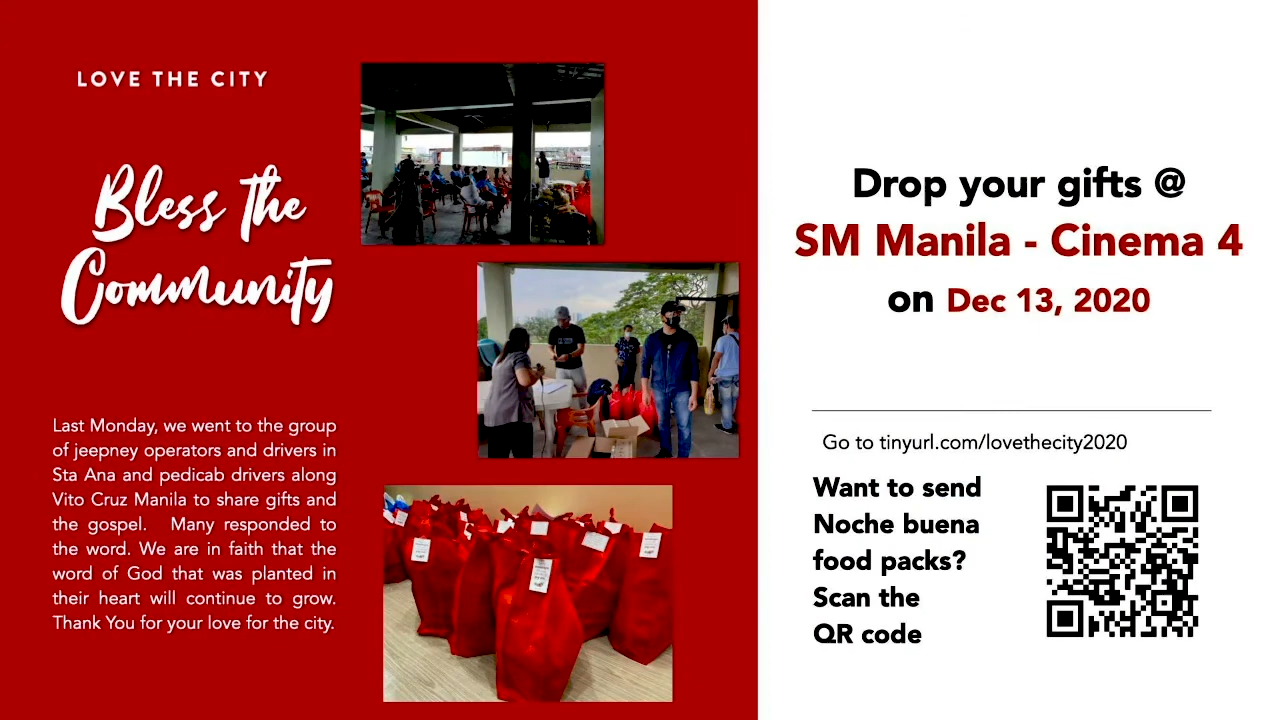 LOVE THE CITY
Bless the
Community
Last Monday, we went to the group
of jeepney operators and drivers in
Sta Ana and pedicab drivers along
Vito Cruz Manila to share gifts and
the gospel. Many responded to
the word. We are in faith that the
word of God that was planted in
their heart will continue to grow.
Thank You for your love for the city.
Drop your gifts @
SM Manila - Cinema 4
on Dec 13, 2020
Go to tinyurl.com/lovethecity2020
Want to send
Noche buena
food packs?
Scan the
QR code